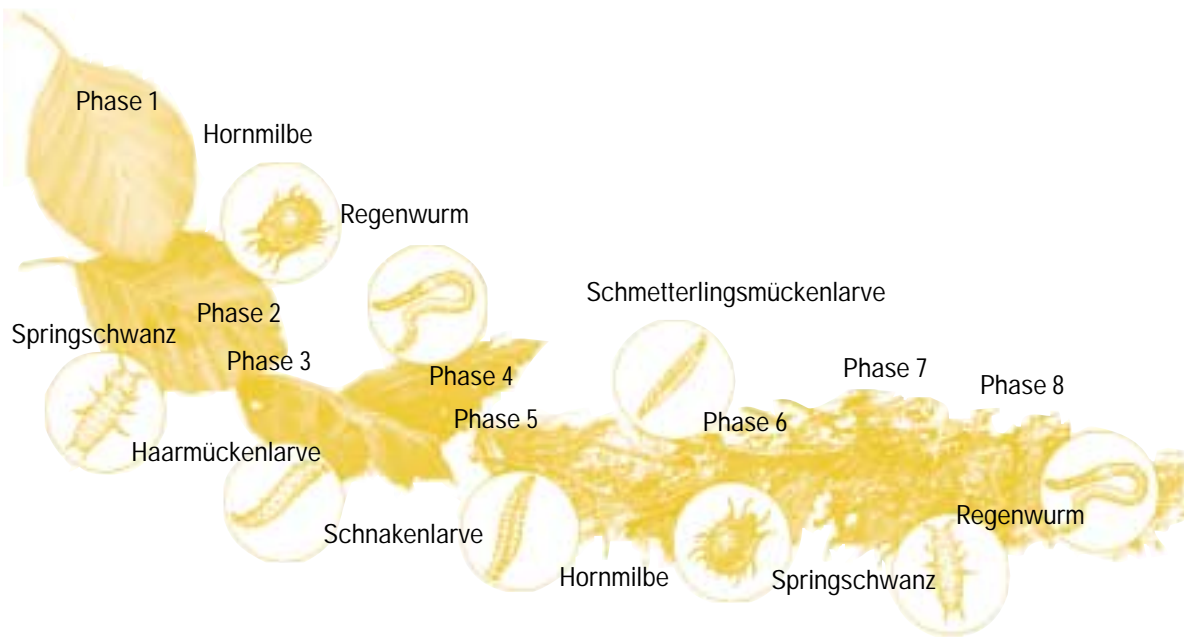 Phase 1
Hornmilbe
Regenwurm
Phase 2
Springschwanz
Phase 3
Haarmückenlarve
Phase 4
Schmetterlingsmückenlarve
Phase 5
Schnakenlarve
Phase 6
Hornmilbe
Phase 7
Springschwanz
Phase 8
Regenwurm